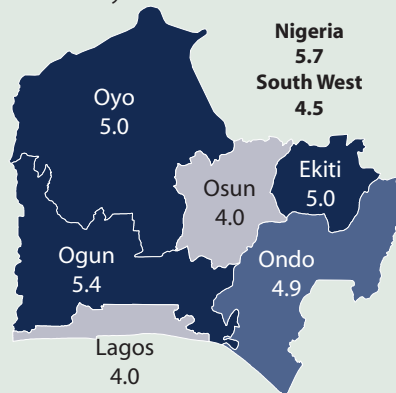 Nigeria
5.7
South West
4.5
Oyo
5.0
Osun
4.0
Ekiti
5.0
Ogun
5.4
Ondo
4.9
Lagos
4.0